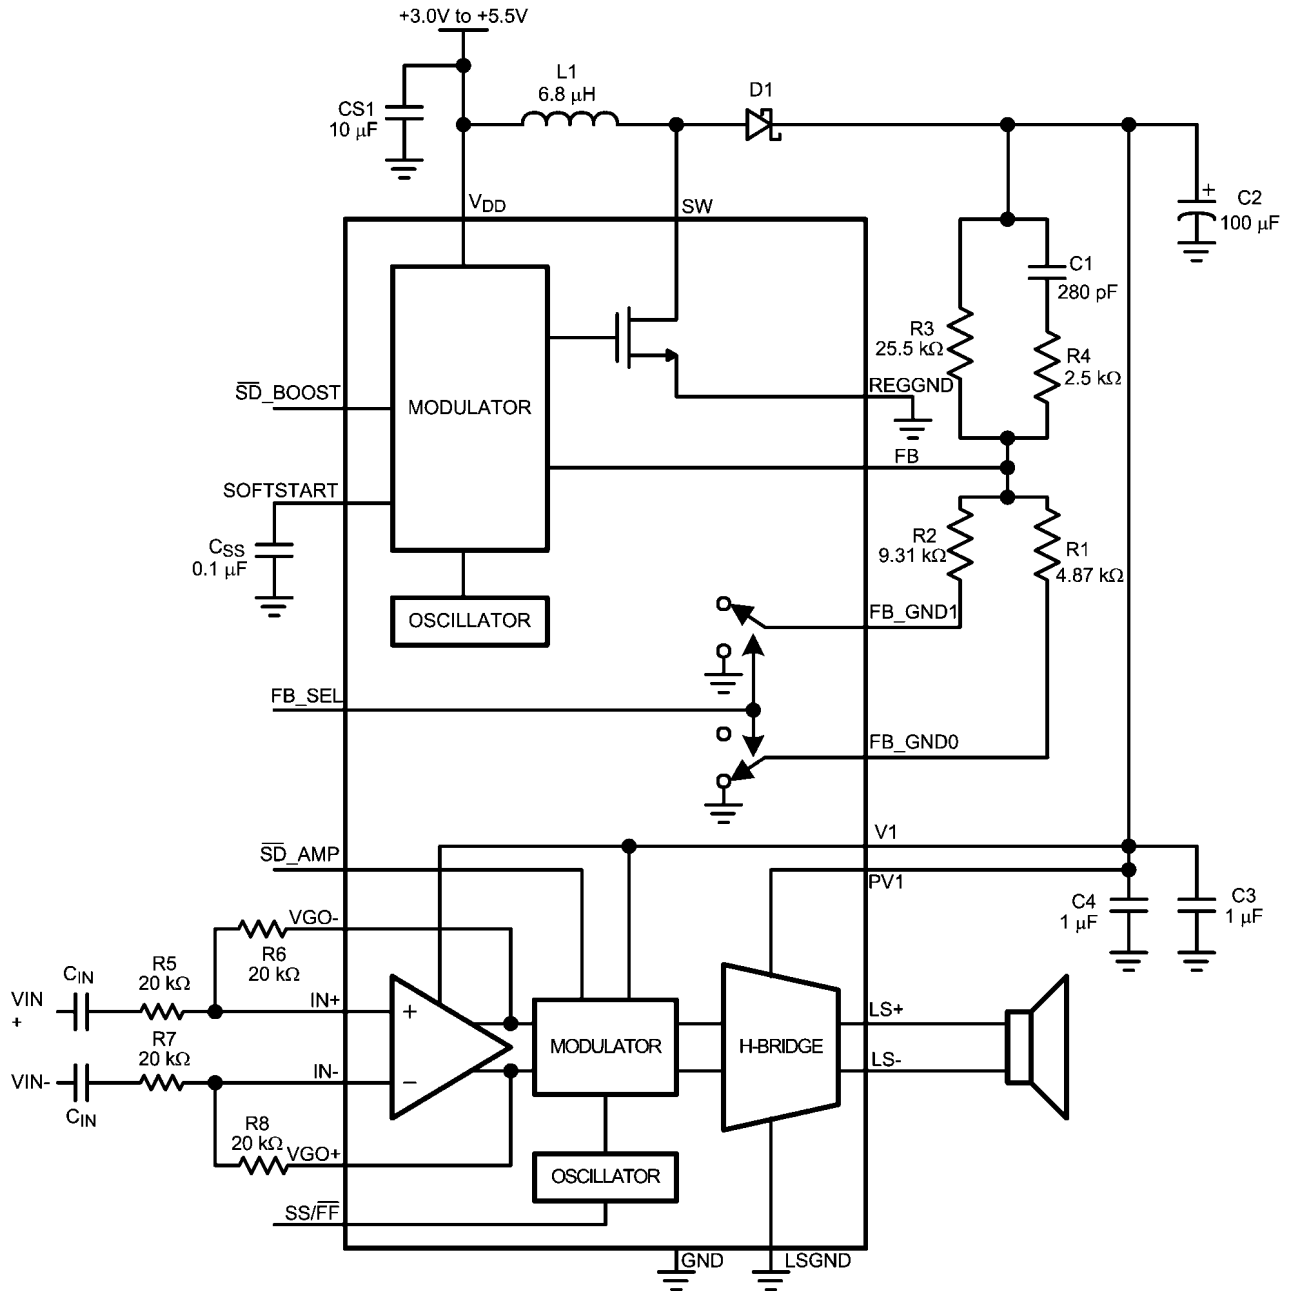 +3.0V to +5.5V
L1
6.8 μH
D1
CS1
10 μF
VDD
SW
C2
100 μF
+
C1
280 pF
R3
25.5 kΩ
R4
2.5 kΩ
S̅D̅_BOOST
MODULATOR
REGGND
FB
SOFTSTART
CSS
0.1 μF
R2
9.31 kΩ
R1
4.87 kΩ
OSCILLATOR
FB_GND1
FB_SEL
FB_GND0
V1
S̅D̅_AMP
PV1
C4
1 μF
C3
1 μF
VGO-
R6
20 kΩ
CIN
R5
20 kΩ
VIN
+
IN+
+
LS+
R7
20 kΩ
MODULATOR
H-BRIDGE
LS-
VIN-
IN-
−
CIN
R8
20 kΩ
VGO+
OSCILLATOR
SS/F̅F̅
GND
LSGND